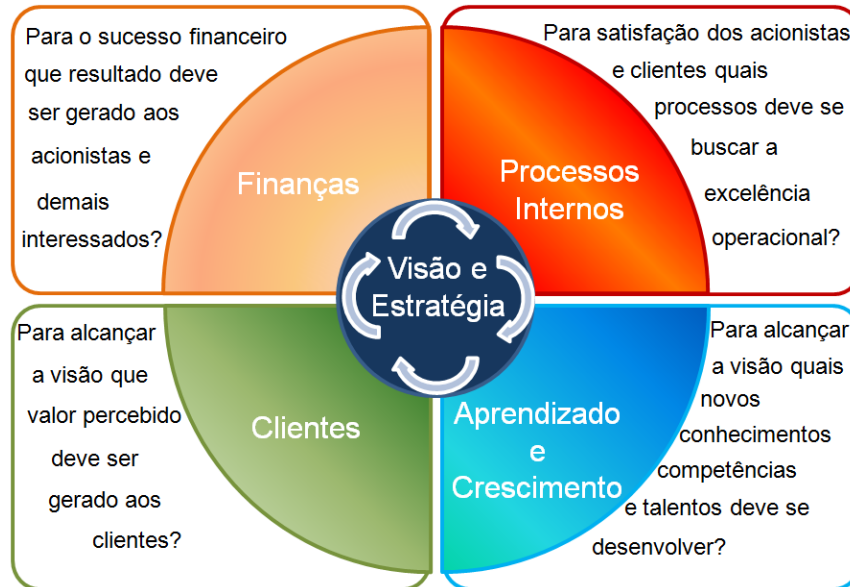 Para o sucesso financeiro
que resultado deve
ser gerado aos
acionistas e
demais
interessados?
Finanças
Para satisfação dos acionistas
e clientes quais
processos deve se
buscar a
excelência
operacional?
Processos
Internos
Visão e
Estratégia
Para alcançar
a visão que
valor percebido
deve ser
gerado aos
clientes?
Clientes
Para alcançar
a visão quais
novos
conhecimentos
competências
e talentos deve se
desenvolver?
Aprendizado
e
Crescimento